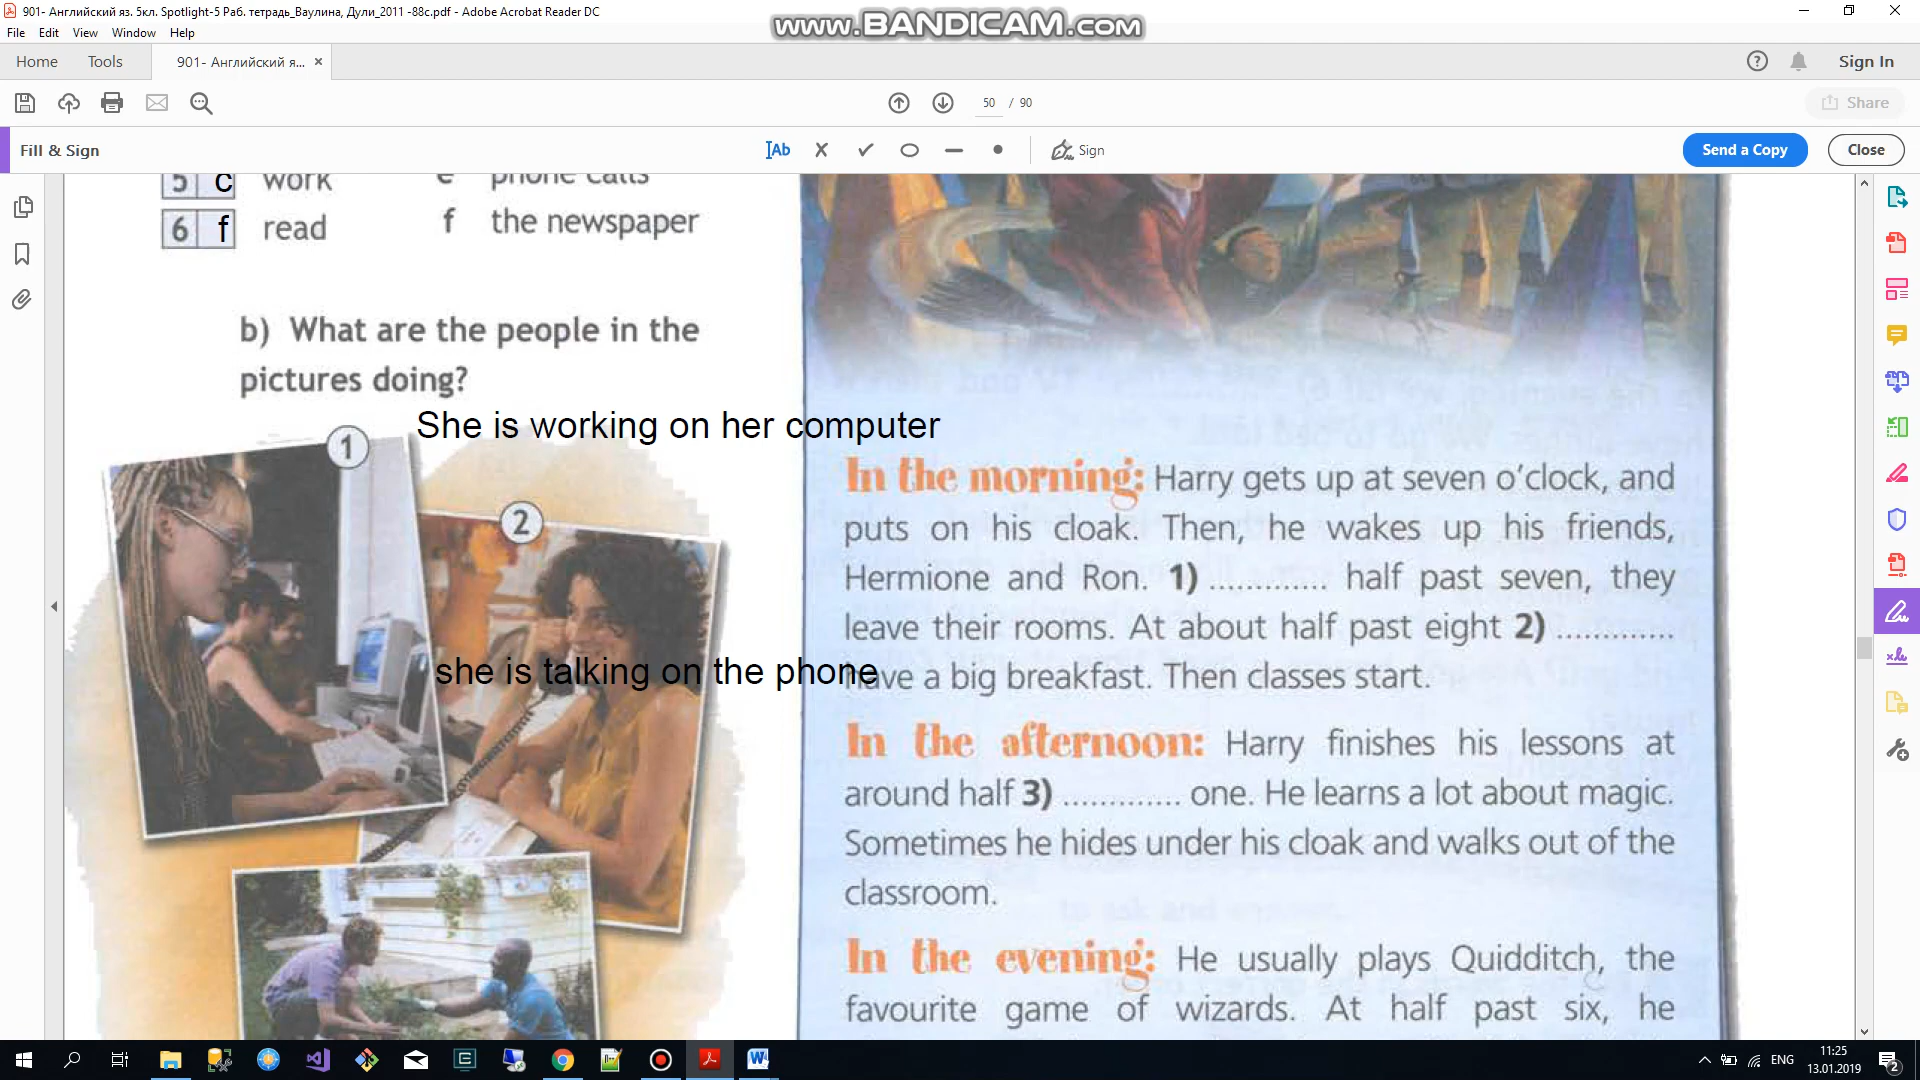 901- Английский яз. 5кл. Spotlight-5 Раб. тетрадь_Ваулина, Дули_2011 -88с.pdf - Adobe Acrobat Reader DC
www.BANDICAM.com
File Edit View Window Help
Home Tools 901- Английский я... Sign In
50 / 90 Share
Fill & Sign Ab Sign Send a Copy Close
5 c work e phone calls
6 f read f the newspaper
b) What are the people in the
pictures doing?
She is working on her computer
1
2
she is talking on the phone
In the morning: Harry gets up at seven o'clock, and
puts on his cloak. Then, he wakes up his friends,
Hermione and Ron. 1) ............. half past seven, they
leave their rooms. At about half past eight 2) .............
have a big breakfast. Then classes start.
In the afternoon: Harry finishes his lessons at
around half 3) ............. one. He learns a lot about magic.
Sometimes he hides under his cloak and walks out of the
classroom.
In the evening: He usually plays Quidditch, the
favourite game of wizards. At half past six, he
ENG
11:25
13.01.2019
2